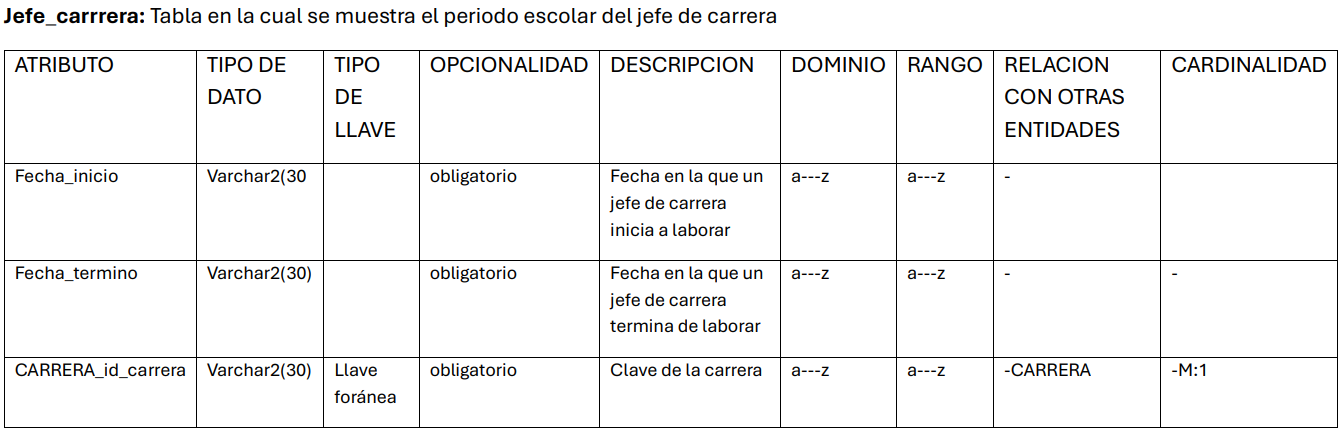 Jefe_carrrera: Tabla en la cual se muestra el periodo escolar del jefe de carrera
ATRIBUTO TIPO DE DATO TIPO DE LLAVE OPCIONALIDAD DESCRIPCION DOMINIO RANGO RELACION CON OTRAS ENTIDADES CARDINALIDAD
Fecha_inicio Varchar2(30 obligatorio Fecha en la que un jefe de carrera inicia a laborar a---z a---z -
Fecha_termino Varchar2(30) obligatorio Fecha en la que un jefe de carrera termina de laborar a---z a---z - -
CARRERA_id_carrera Varchar2(30) Llave foránea obligatorio Clave de la carrera a---z a---z -CARRERA -M:1